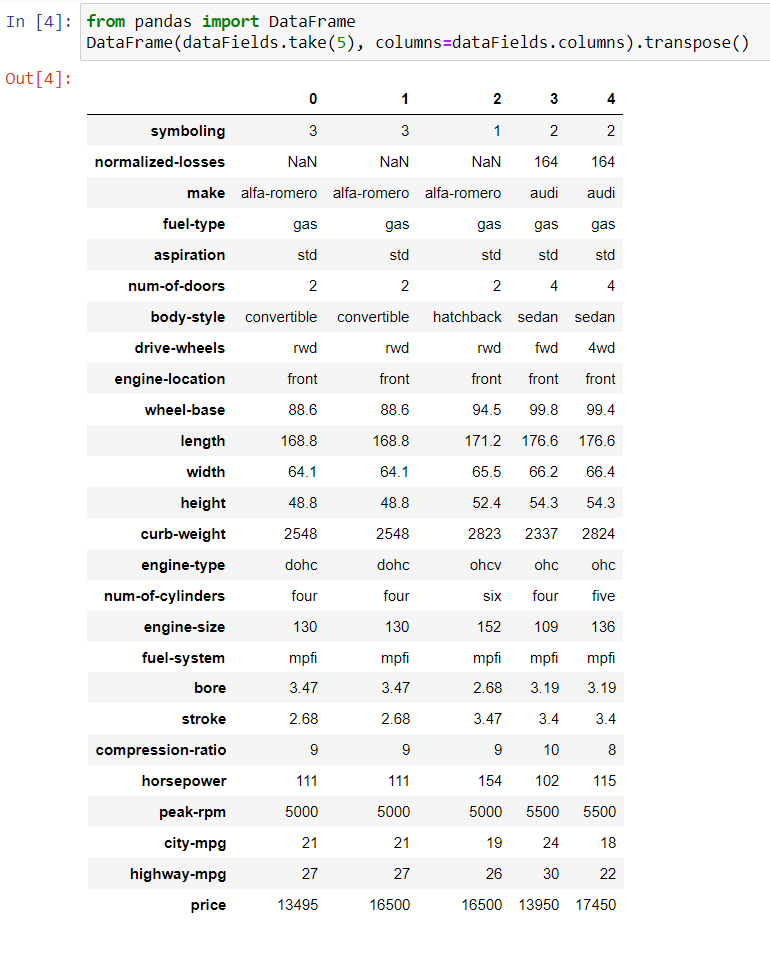 In [4]: from pandas import DataFrame
DataFrame(dataFields.take(5), columns=dataFields.columns).transpose()
Out[4]:
0 1 2 3 4
symboling 3 3 1 2 2
normalized-losses NaN NaN NaN 164 164
make alfa-romero alfa-romero alfa-romero audi audi
fuel-type gas gas gas gas gas
aspiration std std std std std
num-of-doors 2 2 2 4 4
body-style convertible convertible hatchback sedan sedan
drive-wheels rwd rwd rwd fwd 4wd
engine-location front front front front front
wheel-base 88.6 88.6 94.5 99.8 99.4
length 168.8 168.8 171.2 176.6 176.6
width 64.1 64.1 65.5 66.2 66.4
height 48.8 48.8 52.4 54.3 54.3
curb-weight 2548 2548 2823 2337 2824
engine-type dohc dohc ohcv ohc ohc
num-of-cylinders four four six four five
engine-size 130 130 152 109 136
fuel-system mpfi mpfi mpfi mpfi mpfi
bore 3.47 3.47 2.68 3.19 3.19
stroke 2.68 2.68 3.47 3.4 3.4
compression-ratio 9 9 9 10 8
horsepower 111 111 154 102 115
peak-rpm 5000 5000 5000 5500 5500
city-mpg 21 21 19 24 18
highway-mpg 27 27 26 30 22
price 13495 16500 16500 13950 17450